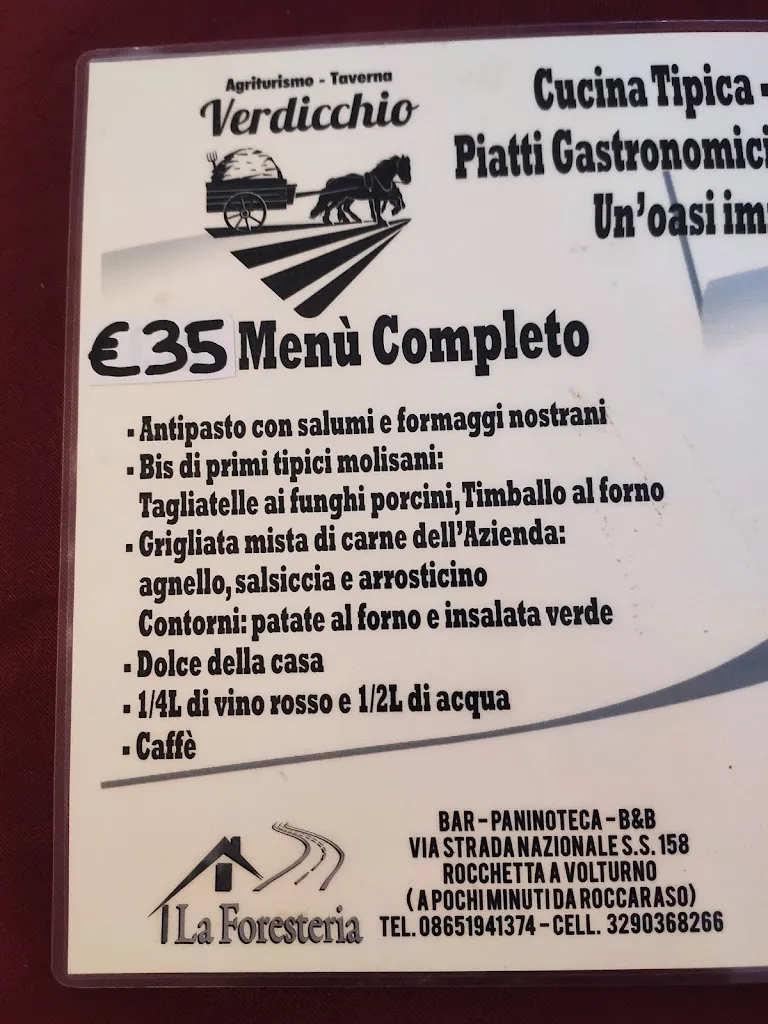 Agriturismo - Taverna
Verdicchio
Cucina Tipica -
Piatti Gastronomici
Un'oasi
€35 Menù Completo
- Antipasto con salumi e formaggi nostrani
- Bis di primi tipici molisani:
Tagliatelle ai funghi porcini, Timballo al forno
- Grigliata mista di carne dell'Azienda:
agnello, salsiccia e arrosticino
Contorni: patate al forno e insalata verde
- Dolce della casa
- 1/4L di vino rosso e 1/2L di acqua
- Caffè
La Foresteria
BAR - PANINOTECA - B&B
VIA STRADA NAZIONALE S.S. 158
ROCCHETTA A VOLTURNO
(A POCHI MINUTI DA ROCCARASO)
TEL. 08651941374 - CELL. 3290368266